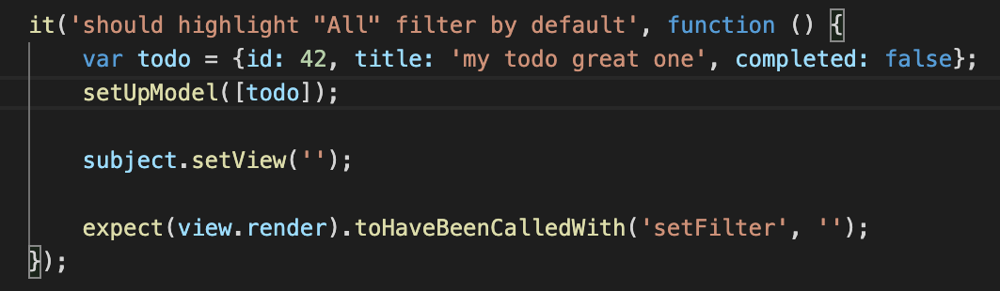 it('should highlight "All" filter by default', function () {
var todo = {id: 42, title: 'my todo great one', completed: false};
setUpModel([todo]);
subject.setView('');
expect(view.render).toHaveBeenCalledWith('setFilter', '');
});